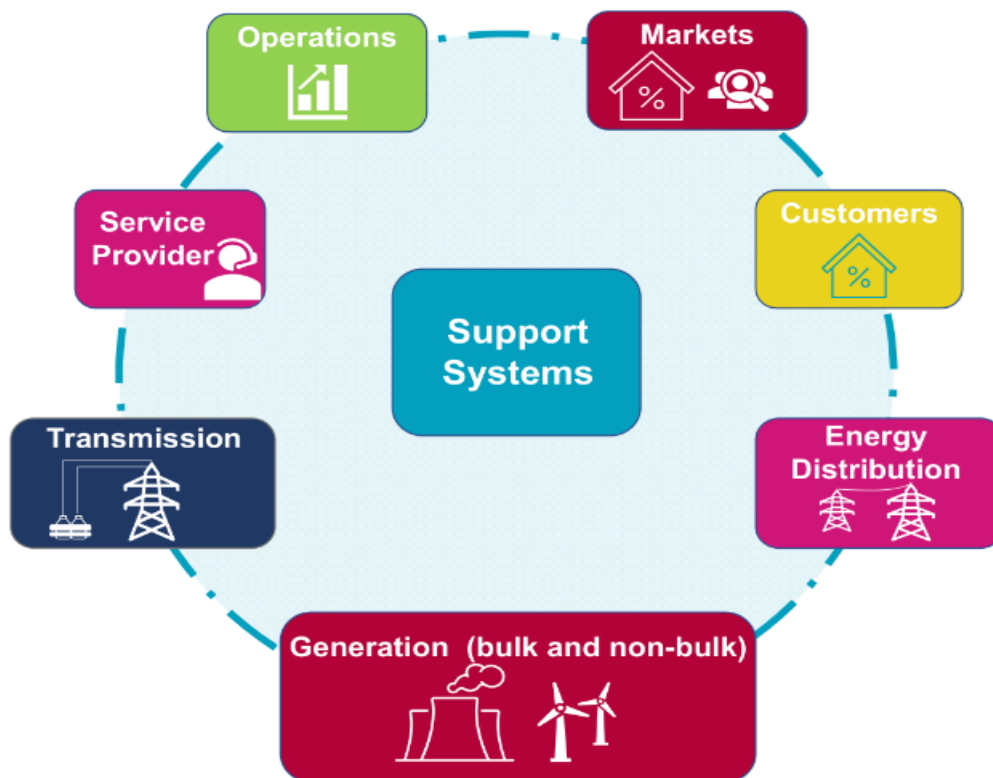 Operations
Markets
%
Service
Provider
Customers
%
Support
Systems
Transmission
Energy
Distribution
Generation (bulk and non-bulk)